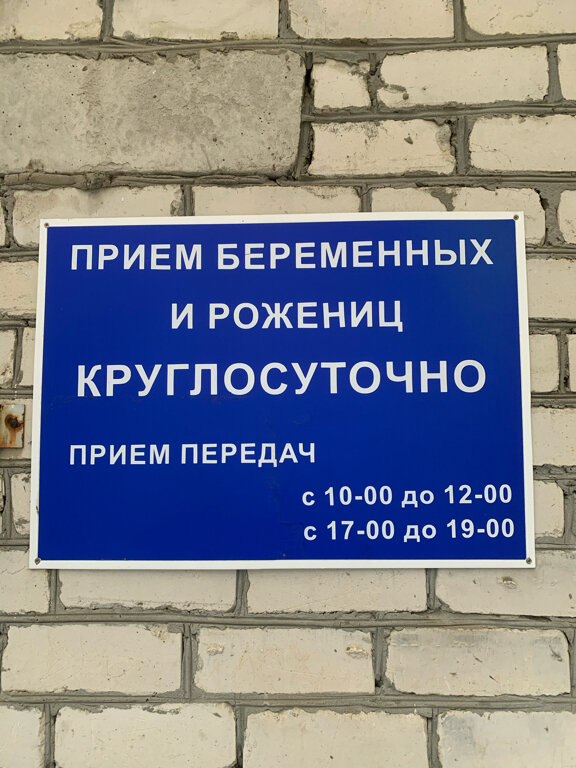 ПРИЕМ БЕРЕМЕННЫХ
И РОЖЕНИЦ
КРУГЛОСУТОЧНО
ПРИЕМ ПЕРЕДАЧ
с 10-00 до 12-00
с 17-00 до 19-00